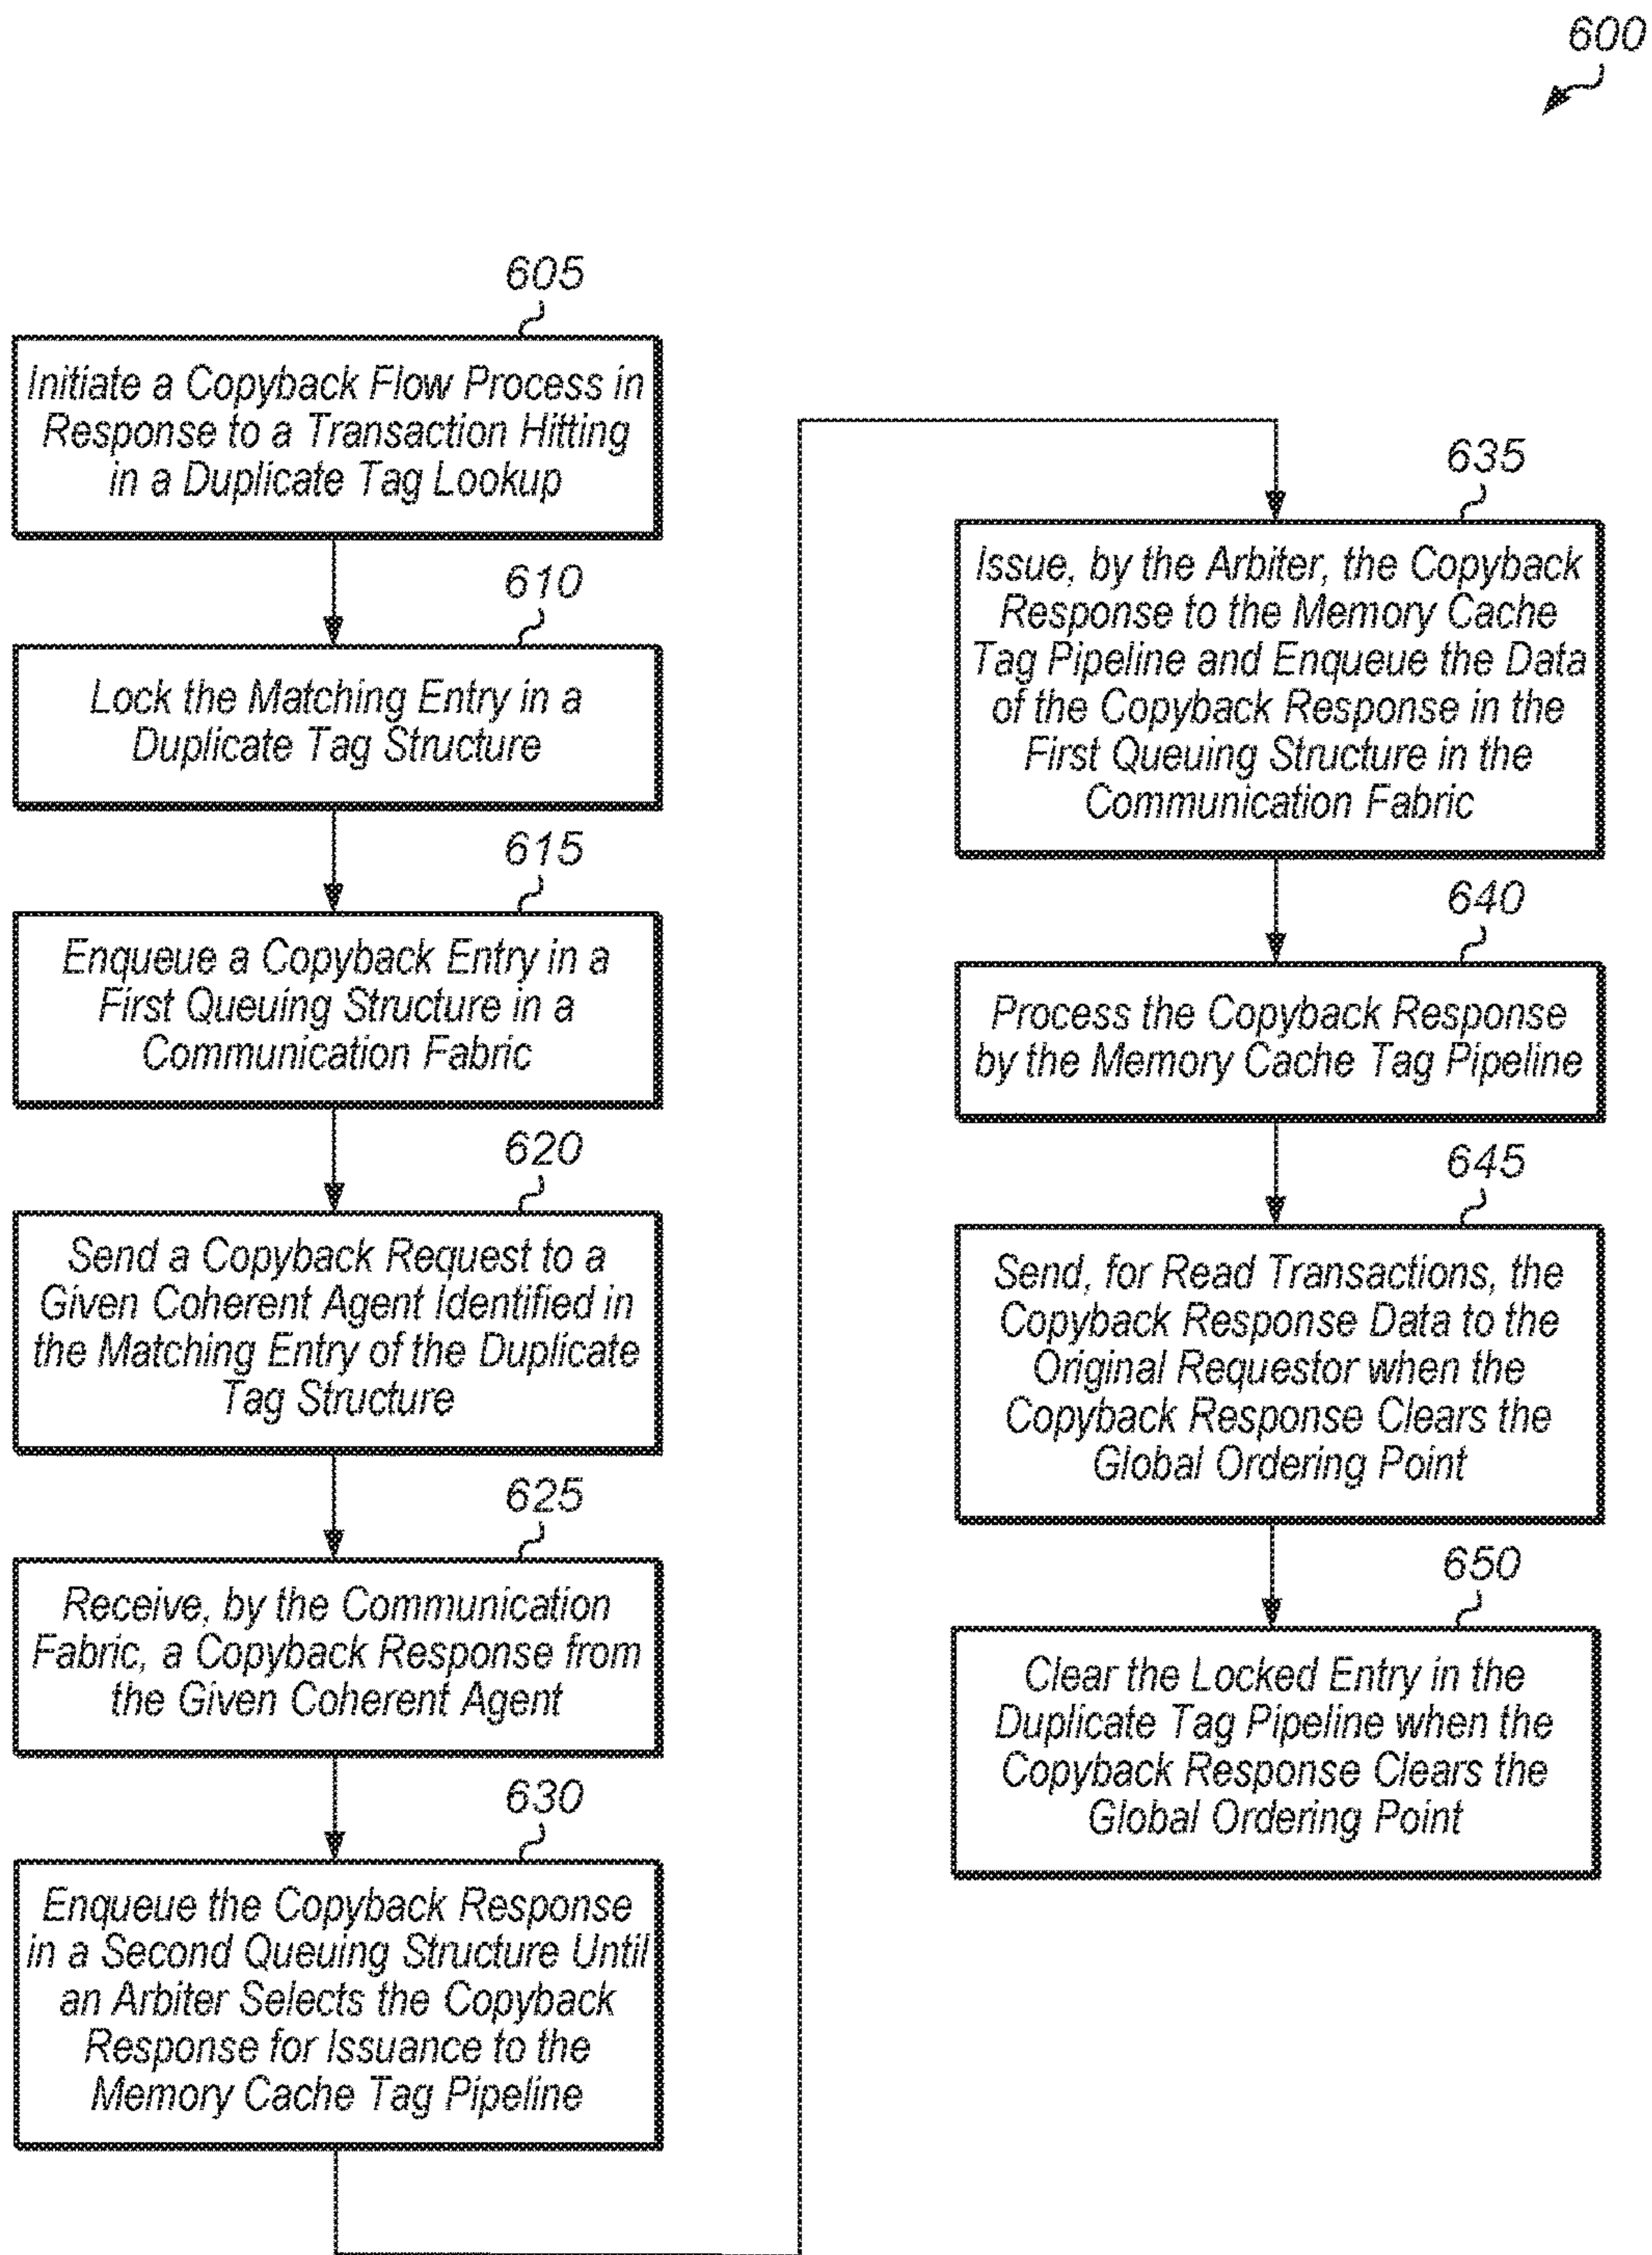 600
605
Initiate a Copyback Flow Process in
Response to a Transaction Hitting
in a Duplicate Tag Lookup
610
Lock the Matching Entry in a
Duplicate Tag Structure
615
Enqueue a Copyback Entry in a
First Queuing Structure in a
Communication Fabric
620
Send a Copyback Request to a
Given Coherent Agent Identified in
the Matching Entry of the Duplicate
Tag Structure
625
Receive, by the Communication
Fabric, a Copyback Response from
the Given Coherent Agent
630
Enqueue the Copyback Response
in a Second Queuing Structure Until
an Arbiter Selects the Copyback
Response for Issuance to the
Memory Cache Tag Pipeline
635
Issue, by the Arbiter, the Copyback
Response to the Memory Cache
Tag Pipeline and Enqueue the Data
of the Copyback Response in the
First Queuing Structure in the
Communication Fabric
640
Process the Copyback Response
by the Memory Cache Tag Pipeline
645
Send, for Read Transactions, the
Copyback Response Data to the
Original Requestor when the
Copyback Response Clears the
Global Ordering Point
650
Clear the Locked Entry in the
Duplicate Tag Pipeline when the
Copyback Response Clears the
Global Ordering Point